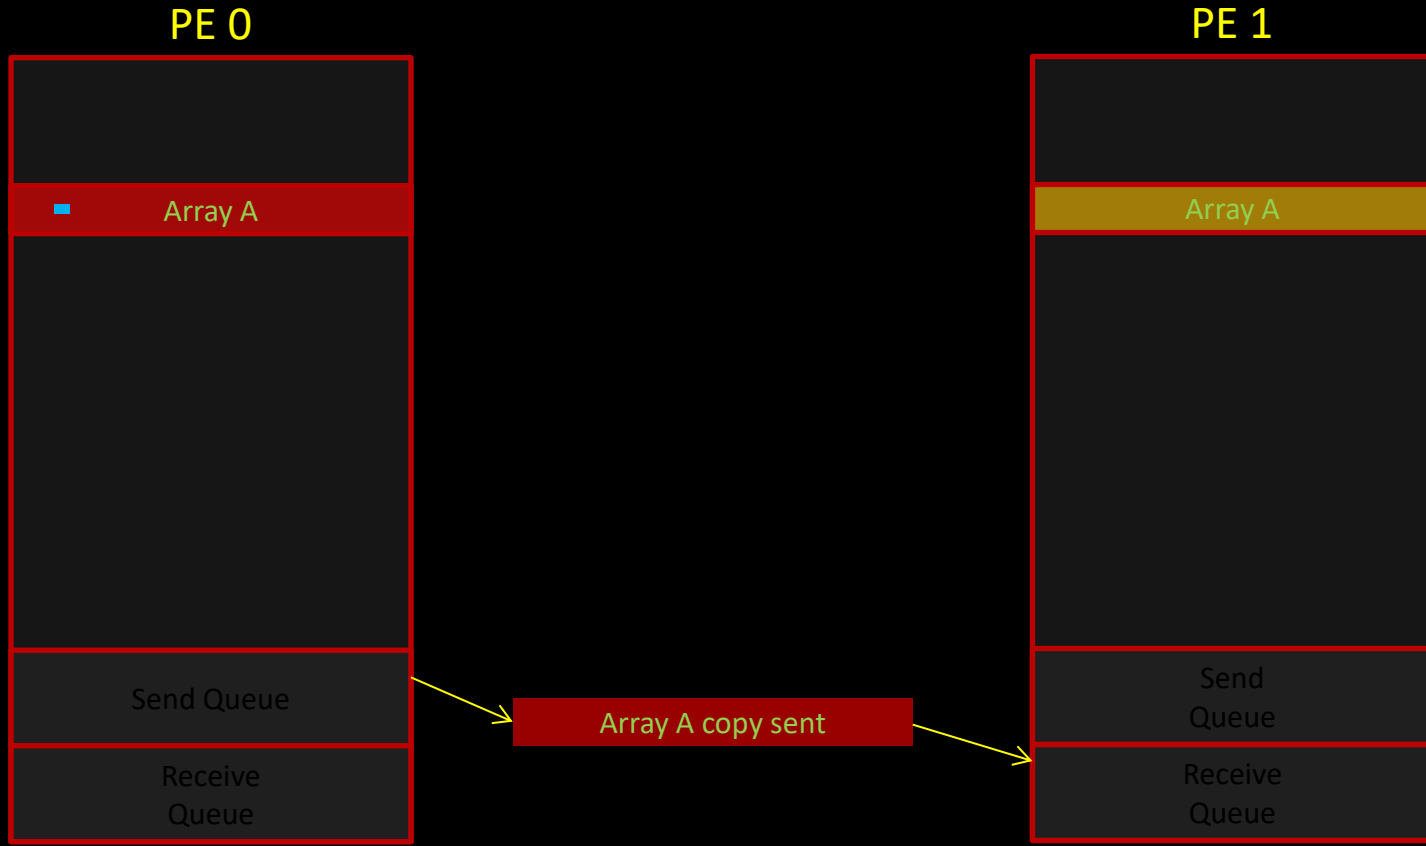 PE 0
PE 1
Array A
Array A
Send Queue
Send
Queue
Array A copy sent
Receive
Queue
Receive
Queue